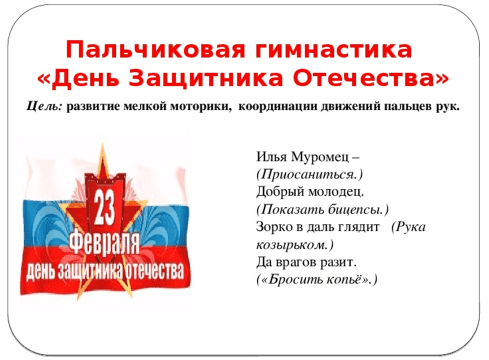 Пальчиковая гимнастика
«День Защитника Отечества»
Цель: развитие мелкой моторики, координации движений пальцев рук.
23
февраля
день защитника отечества
Илья Муромец –
(Приосаниться.)
Добрый молодец.
(Показать бицепсы.)
Зорко в даль глядит (Рука
козырьком.)
Да врагов разит.
(«Бросить копьё».)